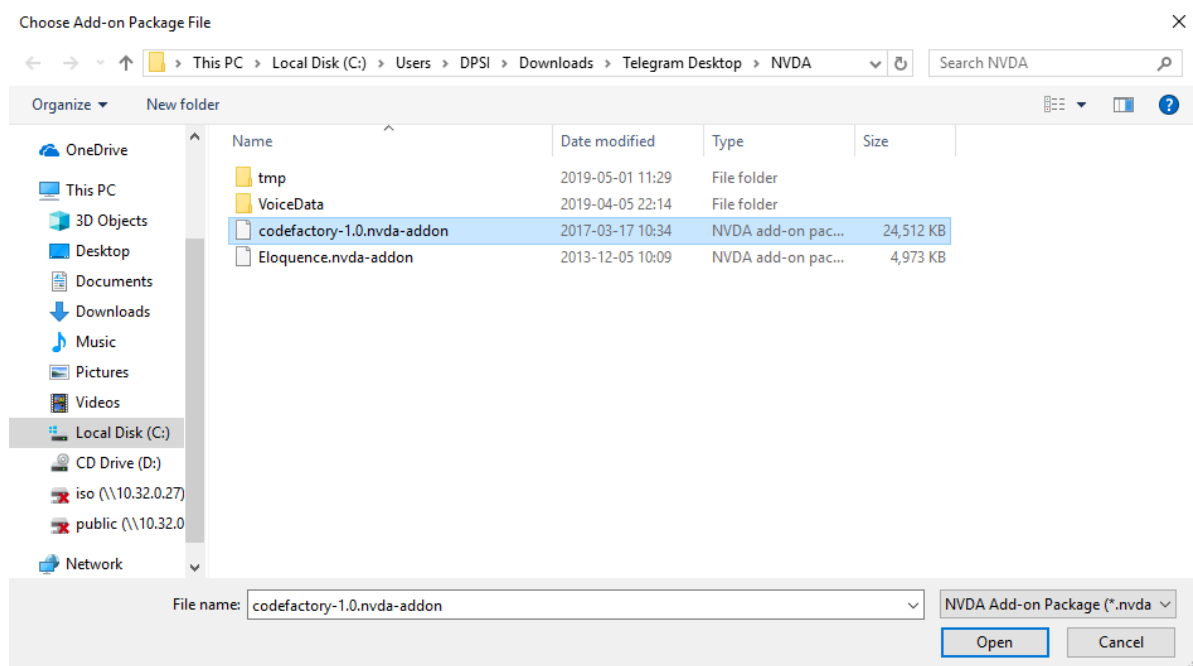 Choose Add-on Package File
This PC > Local Disk (C:) > Users > DPSI > Downloads > Telegram Desktop > NVDA
Search NVDA
Organize
New folder
Name
Date modified
Type
Size
OneDrive
This PC
3D Objects
Desktop
Documents
Downloads
Music
Pictures
Videos
Local Disk (C:)
CD Drive (D:)
iso (\\10.32.0.27)
public (\\10.32.0
Network
tmp 2019-05-01 11:29 File folder
VoiceData 2019-04-05 22:14 File folder
codefactory-1.0.nvda-addon 2017-03-17 10:34 NVDA add-on pac... 24,512 KB
Eloquence.nvda-addon 2013-12-05 10:09 NVDA add-on pac... 4,973 KB
File name: codefactory-1.0.nvda-addon
NVDA Add-on Package (*.nvda
Open
Cancel